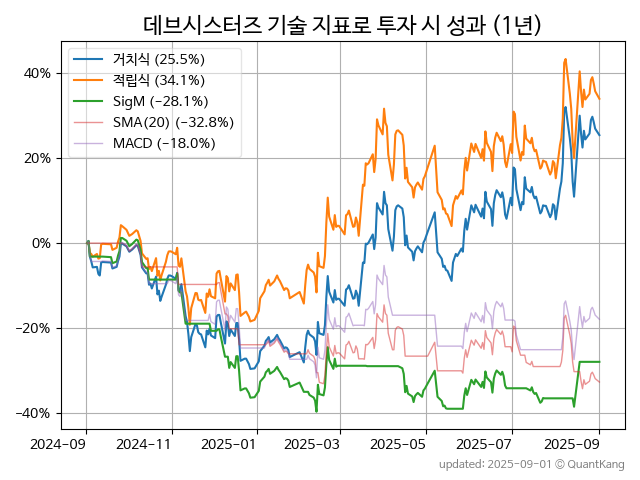 데브시스터즈 기술 지표로 투자 시 성과 (1년)
거치식 (25.5%)
적립식 (34.1%)
SigM (−28.1%)
SMA(20) (−32.8%)
MACD (−18.0%)
40%
20%
0%
−20%
−40%
2024-09 2024-11 2025-01 2025-03 2025-05 2025-07 2025-09
updated: 2025-09-01 © QuantKang